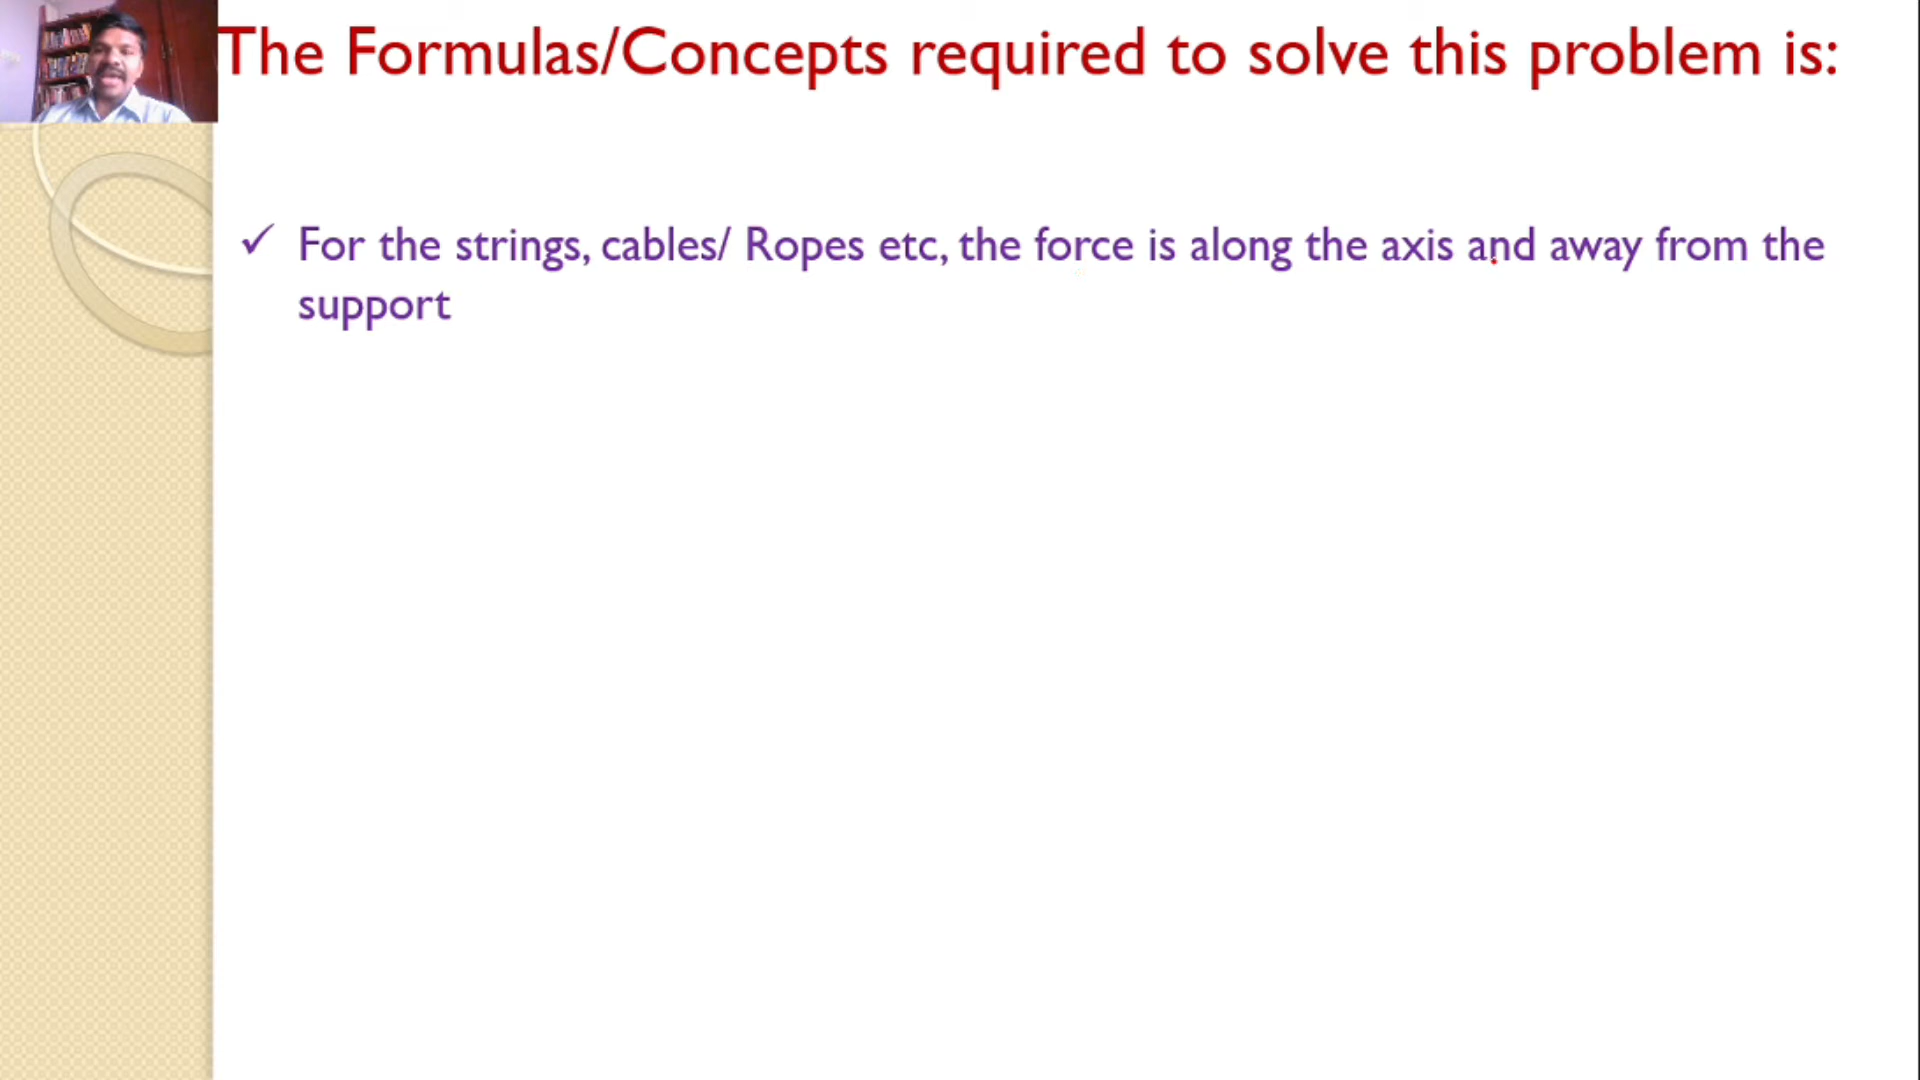 The Formulas/Concepts required to solve this problem is:
✓ For the strings, cables/ Ropes etc, the force is along the axis and away from the
support